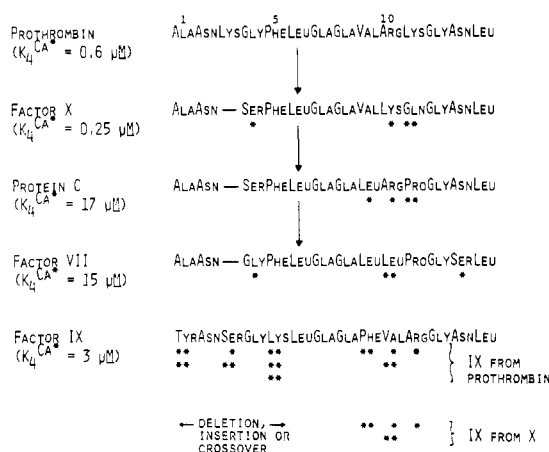 1 5 10
PROTHROMBIN ALAASNLYSGLYPHELEUGLAGLAVALARGLYSGLYASNLEU
(K4Ca* = 0.6 µM)
FACTOR X ALAASN — SERPHELEUGLAGLAVALLYSGLNGLYASNLEU
(K4Ca* = 0.25 µM) * * **
PROTEIN C ALAASN — SERPHELEUGLAGLALEUARGPROGLYASNLEU
(K4Ca* = 17 µM) * * **
FACTOR VII ALAASN — GLYPHELEUGLAGLALEULEUPROGLYSERLEU
(K4Ca* = 15 µM) * ** *
FACTOR IX TYRASNSERGLYLYSLEUGLAGLAPHEVALARGGLYASNLEU
(K4Ca* = 3 µM) ** * ** ** * *
** ** ** ** IX FROM
** PROTHROMBIN
← DELETION, → ** * *
INSERTION OR ** IX FROM X
CROSSOVER